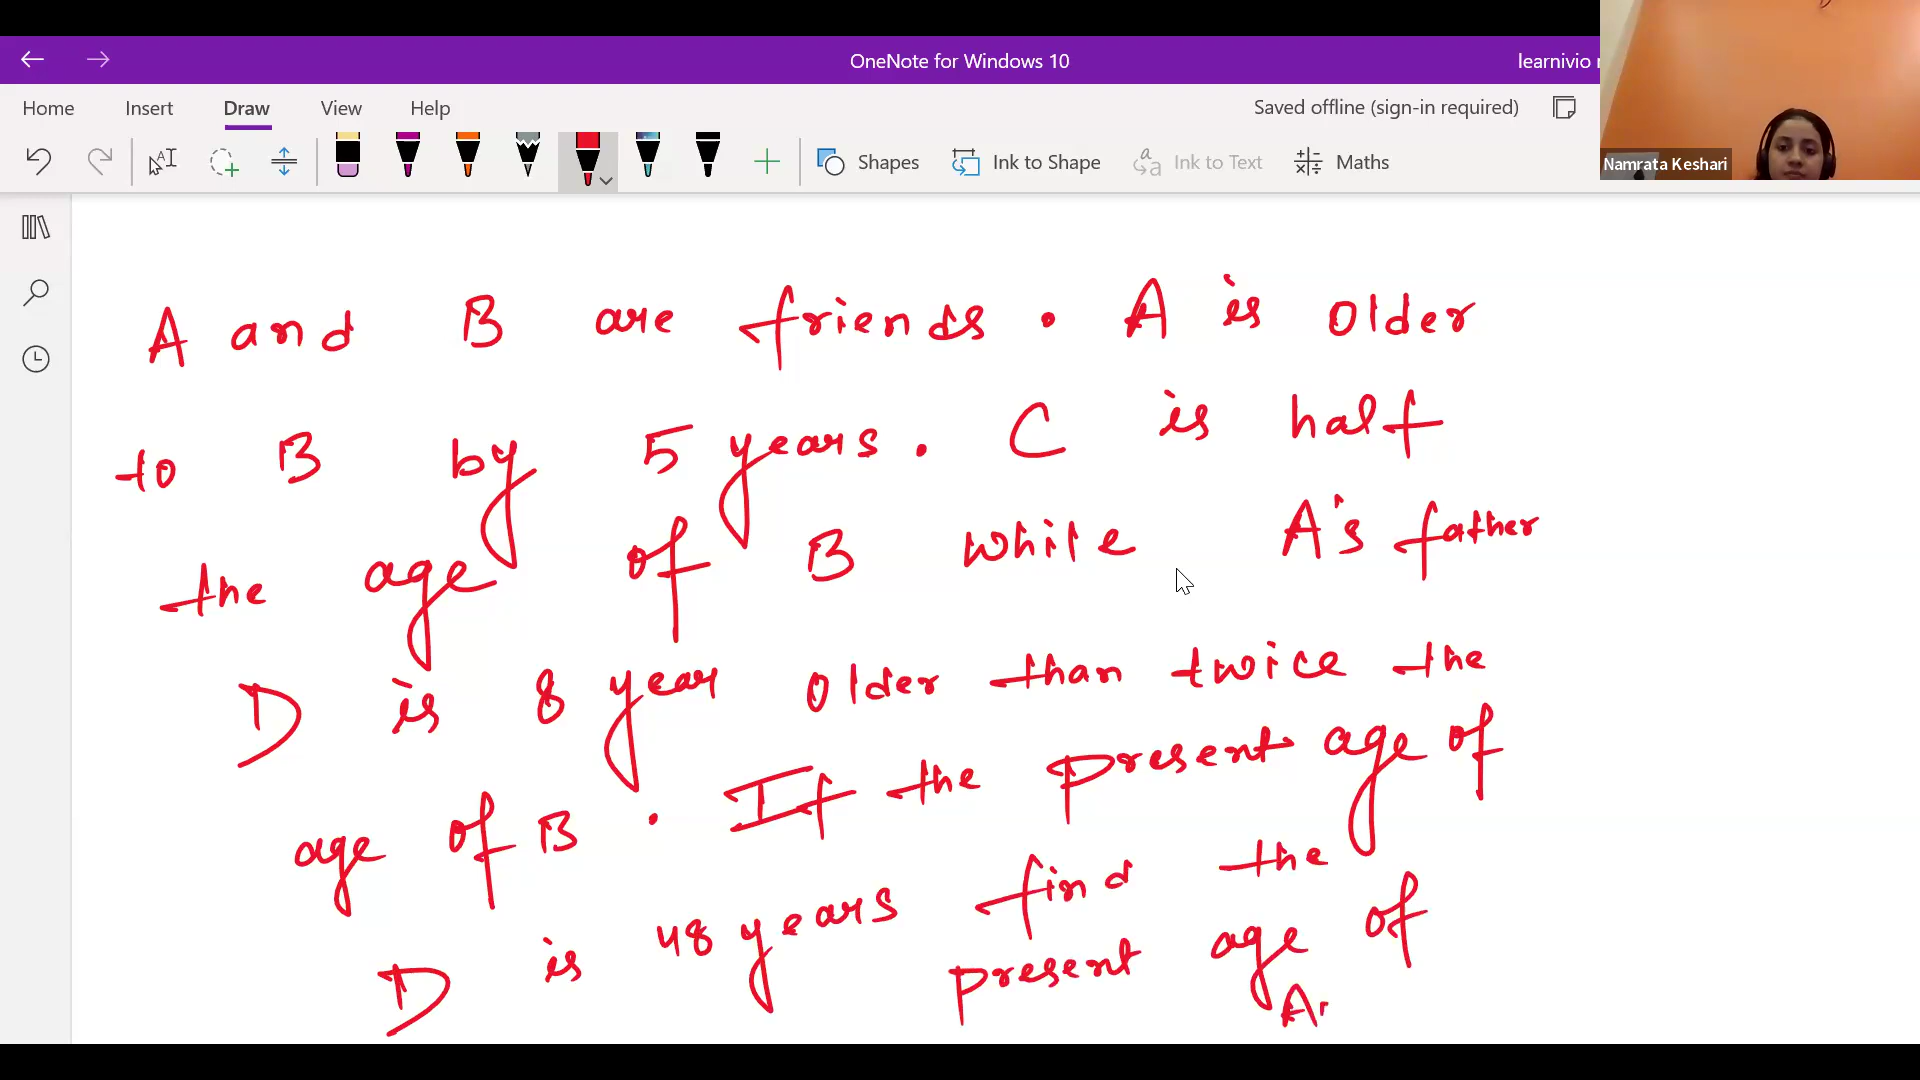 OneNote for Windows 10
learnivio
Home Insert Draw View Help
Saved offline (sign-in required)
Shapes Ink to Shape Ink to Text Maths
Namrata Keshari
A and B are friends. A is older
to B by 5 years. C is half
the age of B while A's father
D is 8 year older than twice the
age of B. If the present age of
D is 48 years find the
present age of
A